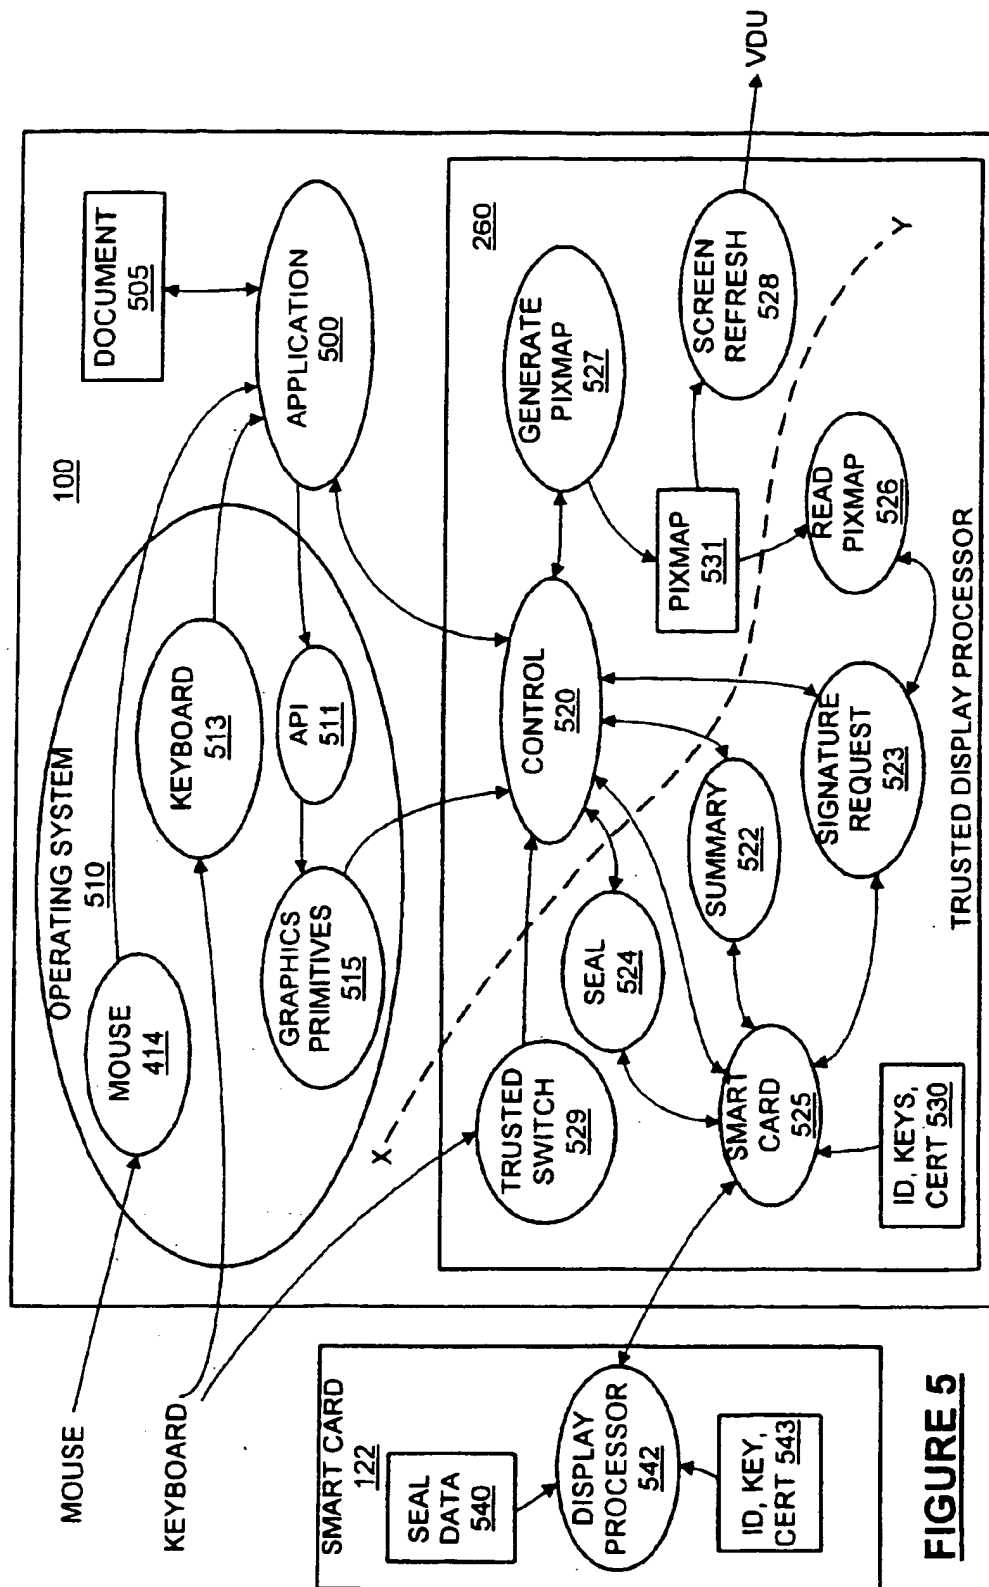 MOUSE
KEYBOARD
100
OPERATING SYSTEM
510
MOUSE
414
KEYBOARD
513
GRAPHICS
PRIMITIVES
515
API
511
APPLICATION
500
DOCUMENT
505
X
260
TRUSTED
SWITCH
529
CONTROL
520
GENERATE
PIXMAP
527
SEAL
524
PIXMAP
531
SCREEN
REFRESH
528
VDU
SUMMARY
522
SMART
CARD
525
SIGNATURE
REQUEST
523
READ
PIXMAP
526
Y
ID, KEYS,
CERT 530
TRUSTED DISPLAY PROCESSOR
SMART CARD
122
SEAL
DATA
540
DISPLAY
PROCESSOR
542
ID, KEY,
CERT 543
FIGURE 5